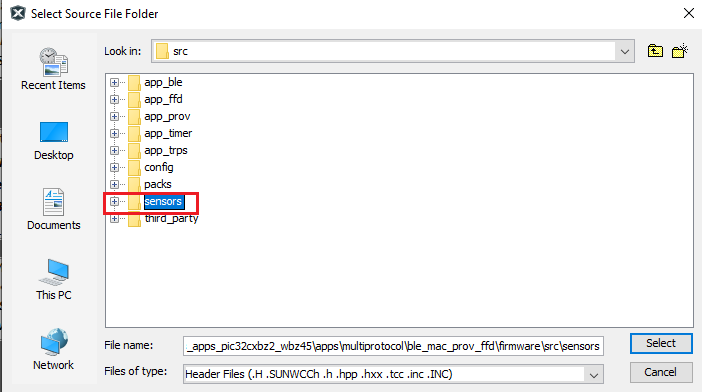 Select Source File Folder
Look in:
src
Recent Items
Desktop
Documents
This PC
Network
app_ble
app_ffd
app_prov
app_timer
app_trps
config
packs
sensors
third_party
File name:
_apps_pic32cxbz2_wbz45\apps\multiprotocol\ble_mac_prov_ffd\firmware\src\sensors
Select
Files of type:
Header Files (.H .SUNWCCh .h .hpp .hxx .tcc .inc .INC)
Cancel